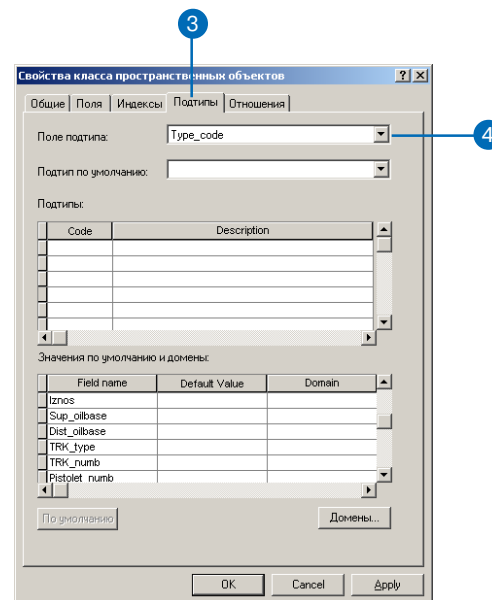 3
Свойства класса пространственных объектов
Общие Поля Индексы Подтипы Отношения
Поле подтипа: Type_code
4
Подтип по умолчанию:
Подтипы:
Code Description
Значения по умолчанию и домены:
Field name Default Value Domain
Iznos
Sup_oilbase
Dist_oilbase
TRK_type
TRK_numb
Pistolet_numb
По умолчанию Домены...
OK Cancel Apply